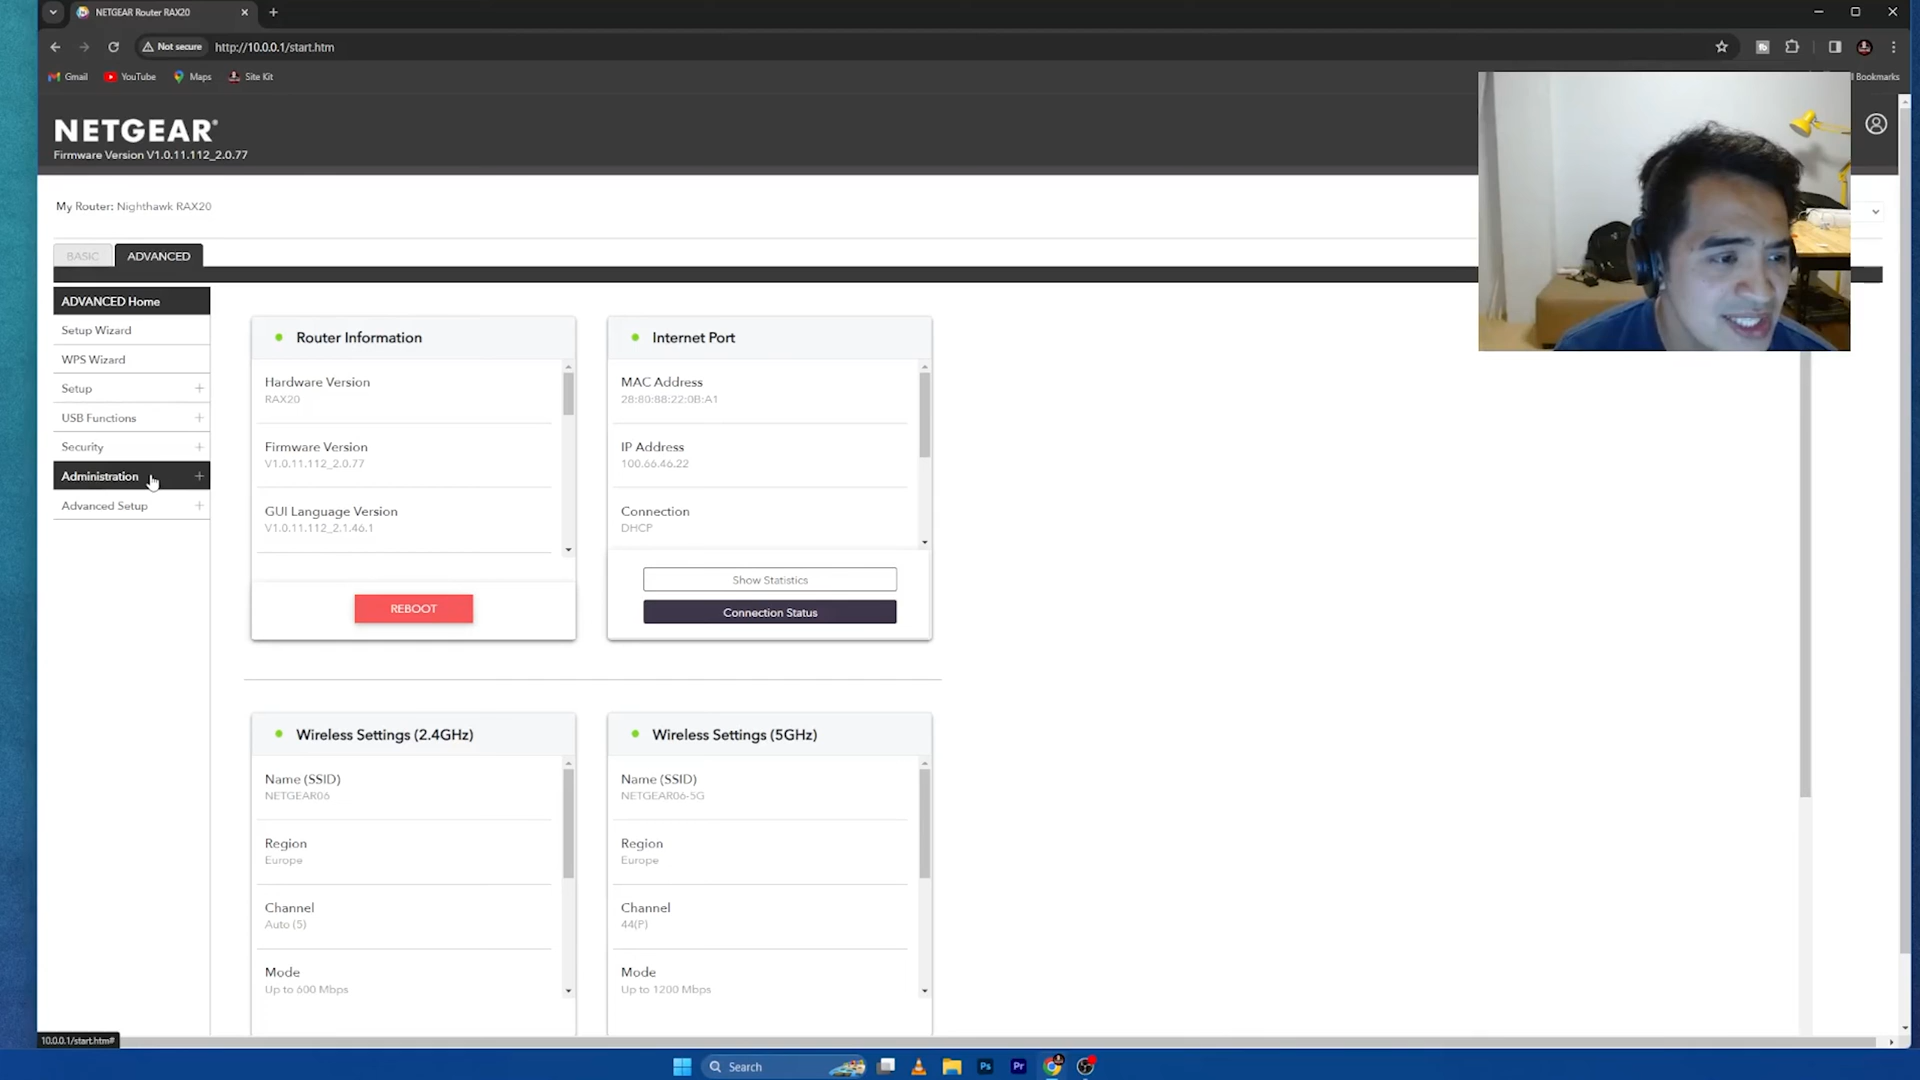 NETGEAR Router RAX20
Not secure
http://10.0.0.1/start.htm
Gmail
YouTube
Maps
Site Kit
Bookmarks
NETGEAR®
Firmware Version V1.0.11.112_2.0.77
My Router: Nighthawk RAX20
BASIC
ADVANCED
ADVANCED Home
Setup Wizard
WPS Wizard
Setup
USB Functions
Security
Administration
Advanced Setup
Router Information
Hardware Version
RAX20
Firmware Version
V1.0.11.112_2.0.77
GUI Language Version
V1.0.11.112_2.1.46.1
REBOOT
Internet Port
MAC Address
28:80:88:22:0B:A1
IP Address
100.66.46.22
Connection
DHCP
Show Statistics
Connection Status
Wireless Settings (2.4GHz)
Name (SSID)
NETGEAR06
Region
Europe
Channel
Auto (5)
Mode
Up to 600 Mbps
Wireless Settings (5GHz)
Name (SSID)
NETGEAR06-5G
Region
Europe
Channel
44(P)
Mode
Up to 1200 Mbps
10.0.0.1/start.htm#
Search
Ps
Pr